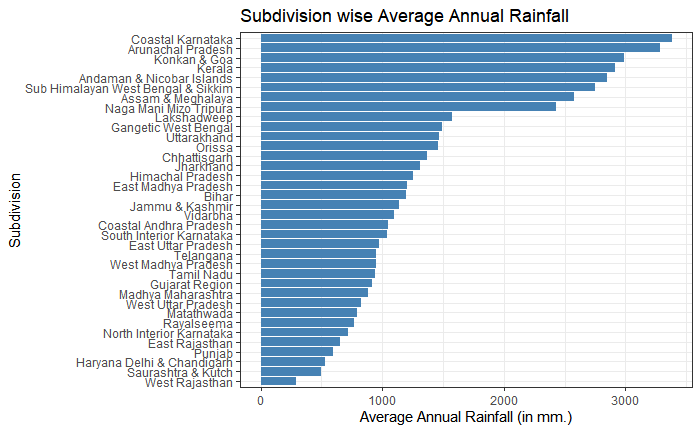 Subdivision wise Average Annual Rainfall
Coastal Karnataka
Arunachal Pradesh
Konkan & Goa
Kerala
Andaman & Nicobar Islands
Sub Himalayan West Bengal & Sikkim
Assam & Meghalaya
Naga Mani Mizo Tripura
Lakshadweep
Gangetic West Bengal
Uttarakhand
Orissa
Chhattisgarh
Jharkhand
Himachal Pradesh
East Madhya Pradesh
Bihar
Jammu & Kashmir
Vidarbha
Coastal Andhra Pradesh
South Interior Karnataka
East Uttar Pradesh
Telangana
West Madhya Pradesh
Tamil Nadu
Gujarat Region
Madhya Maharashtra
West Uttar Pradesh
Matathwada
Rayalseema
North Interior Karnataka
East Rajasthan
Punjab
Haryana Delhi & Chandigarh
Saurashtra & Kutch
West Rajasthan
Subdivision
0 1000 2000 3000
Average Annual Rainfall (in mm.)